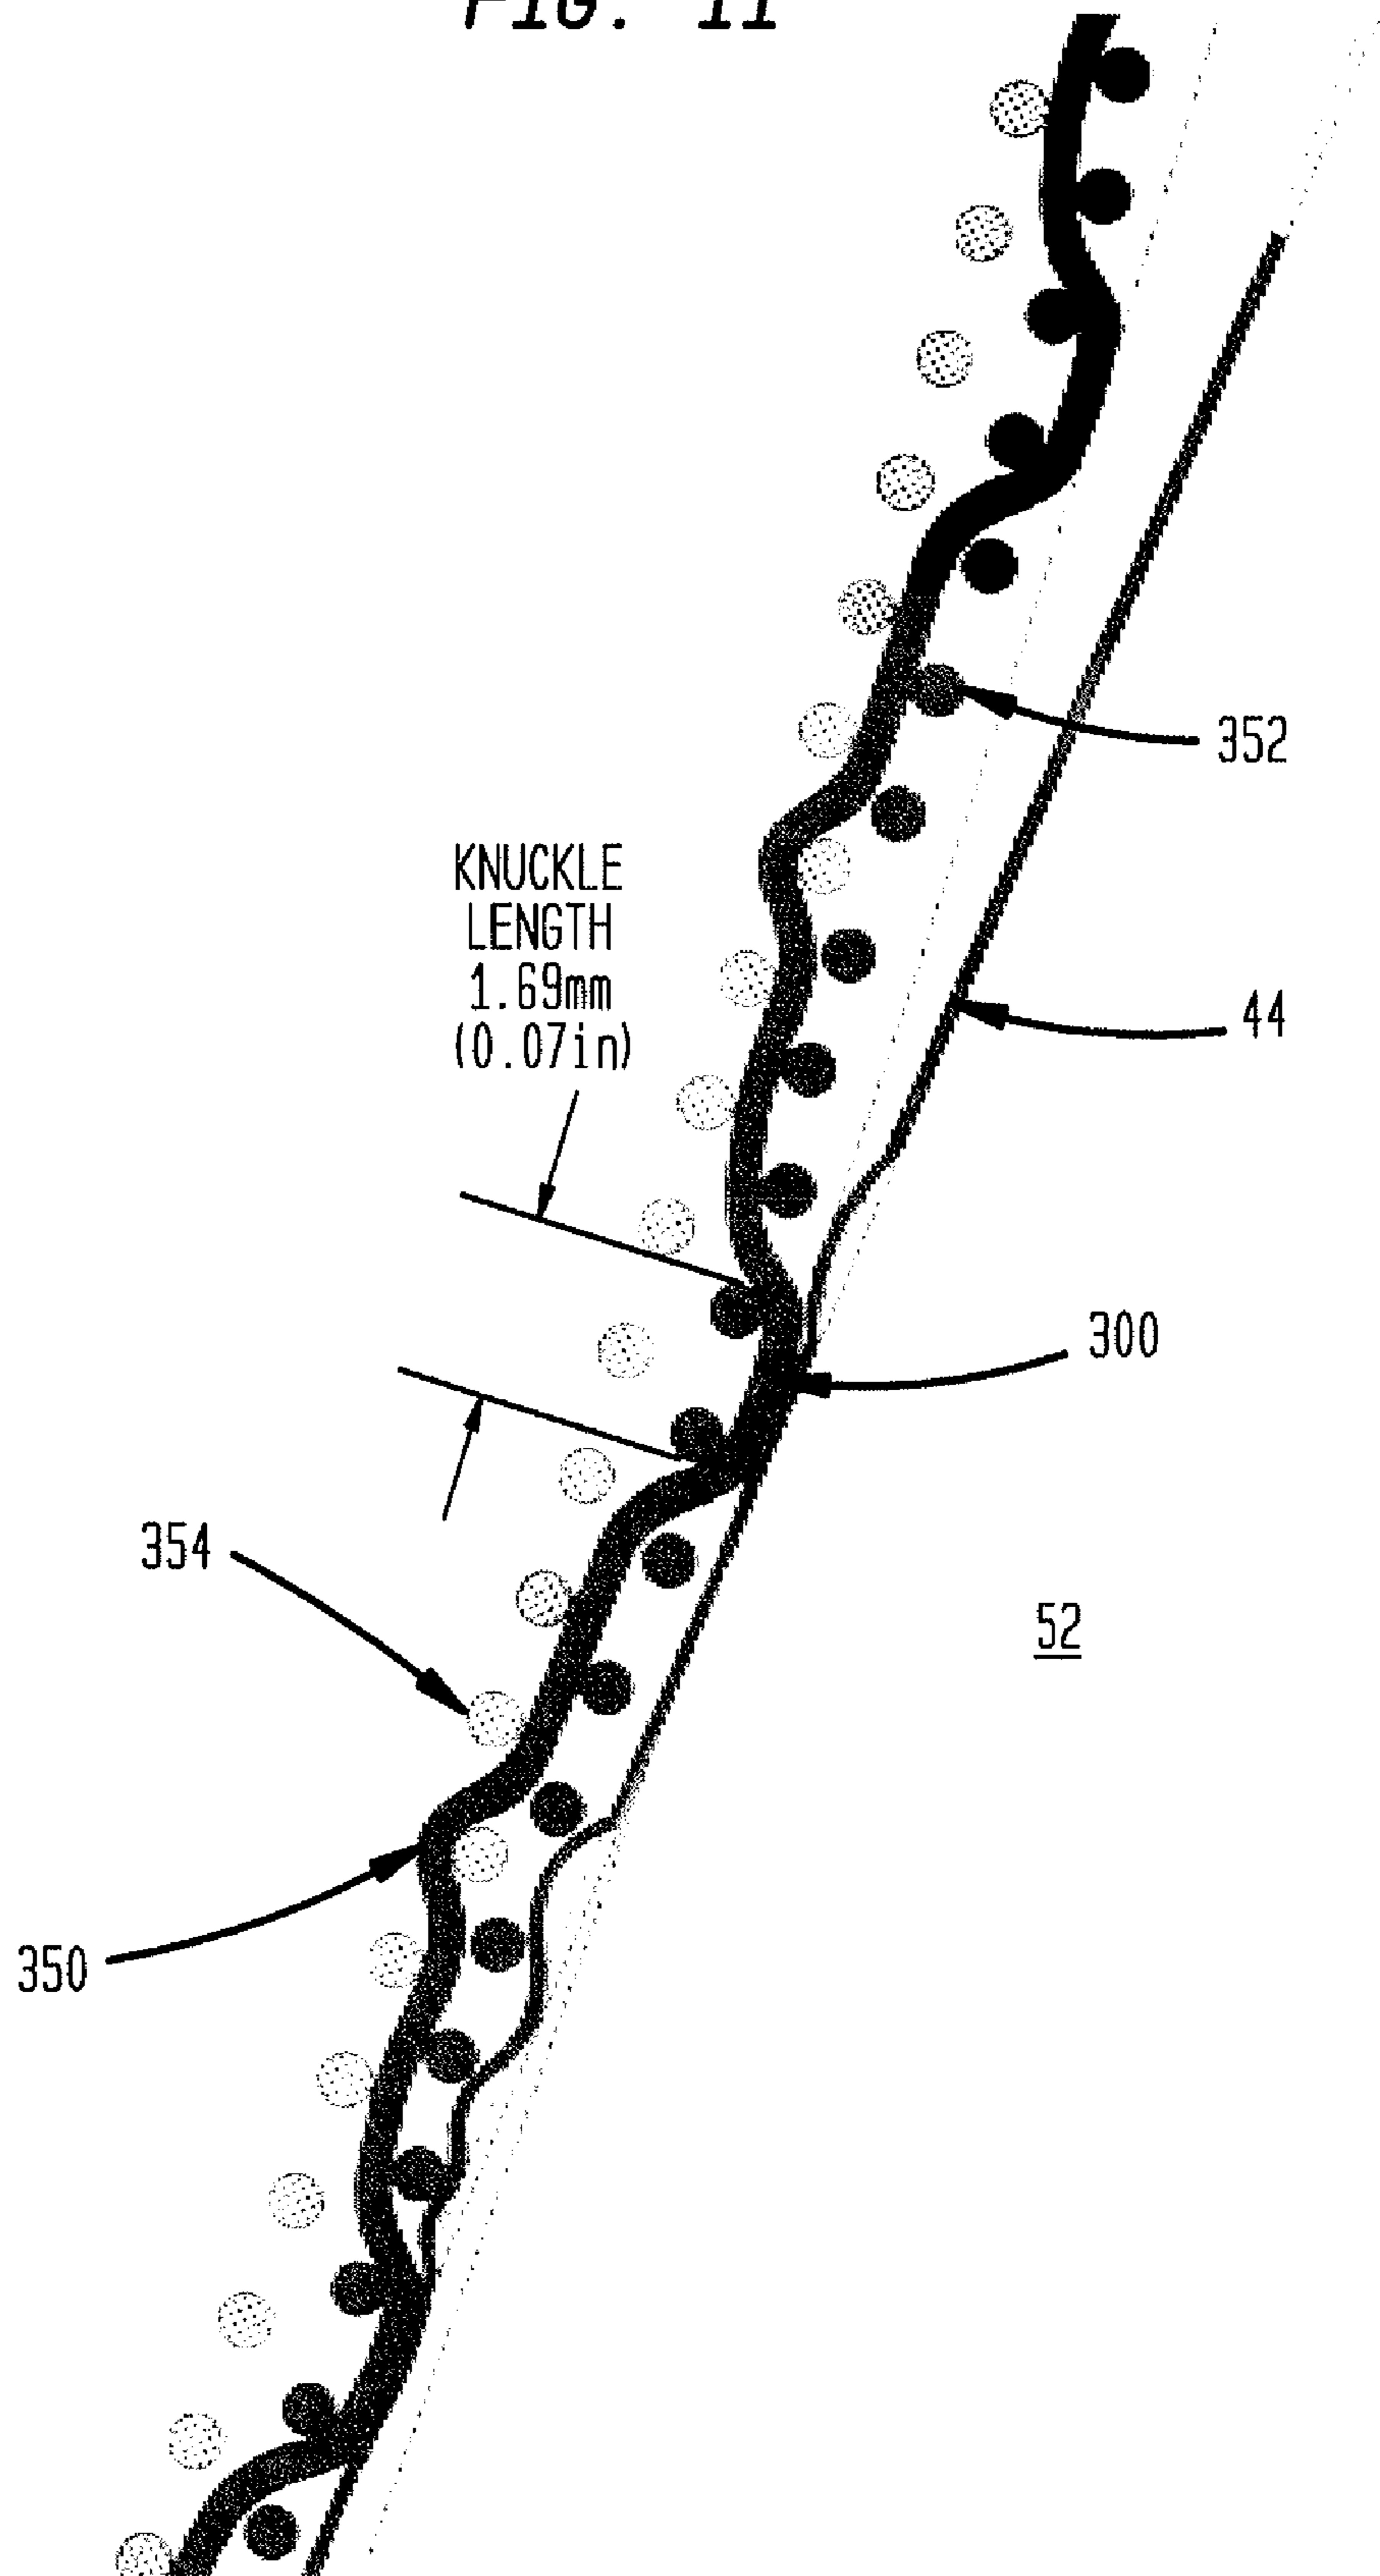 FIG. 11
352
KNUCKLE
LENGTH
1.69mm
(0.07in)
44
300
354
52
350